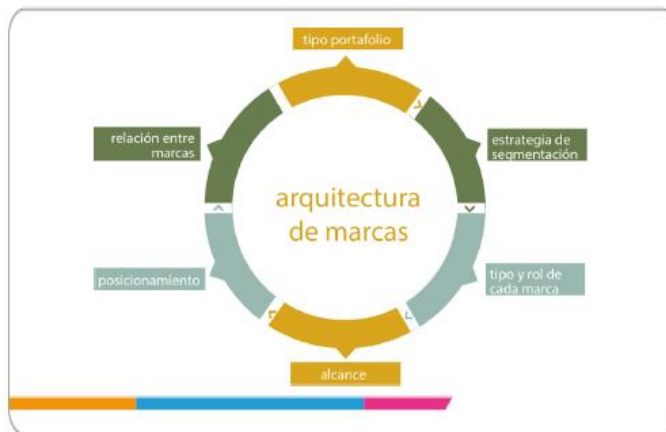 tipo portafolio
relación entre
marcas
estrategia de
segmentación
arquitectura
de marcas
posicionamiento
tipo y rol de
cada marca
alcance